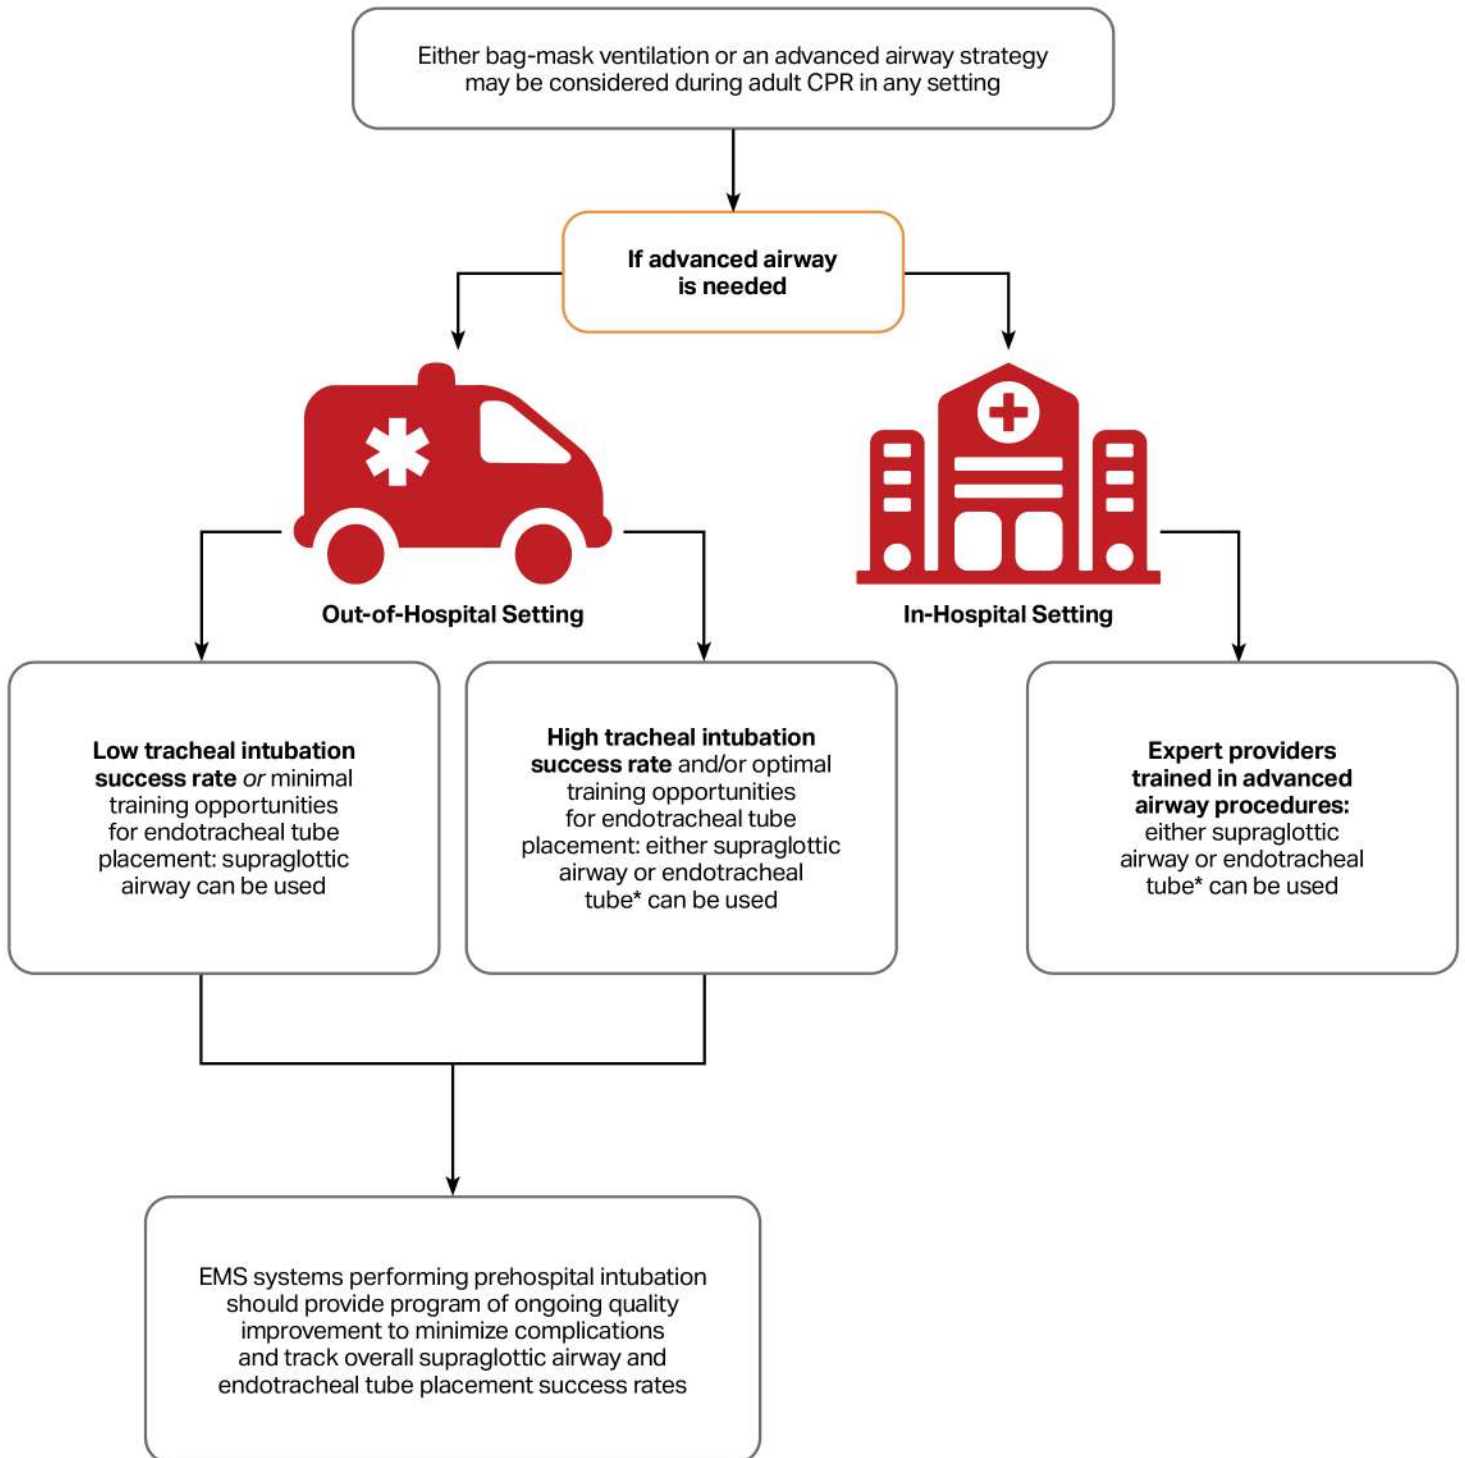 Either bag-mask ventilation or an advanced airway strategy
may be considered during adult CPR in any setting
If advanced airway
is needed
Out-of-Hospital Setting
In-Hospital Setting
Low tracheal intubation
success rate or minimal
training opportunities
for endotracheal tube
placement: supraglottic
airway can be used
High tracheal intubation
success rate and/or optimal
training opportunities
for endotracheal tube
placement: either supraglottic
airway or endotracheal
tube* can be used
Expert providers
trained in advanced
airway procedures:
either supraglottic
airway or endotracheal
tube* can be used
EMS systems performing prehospital intubation
should provide program of ongoing quality
improvement to minimize complications
and track overall supraglottic airway and
endotracheal tube placement success rates